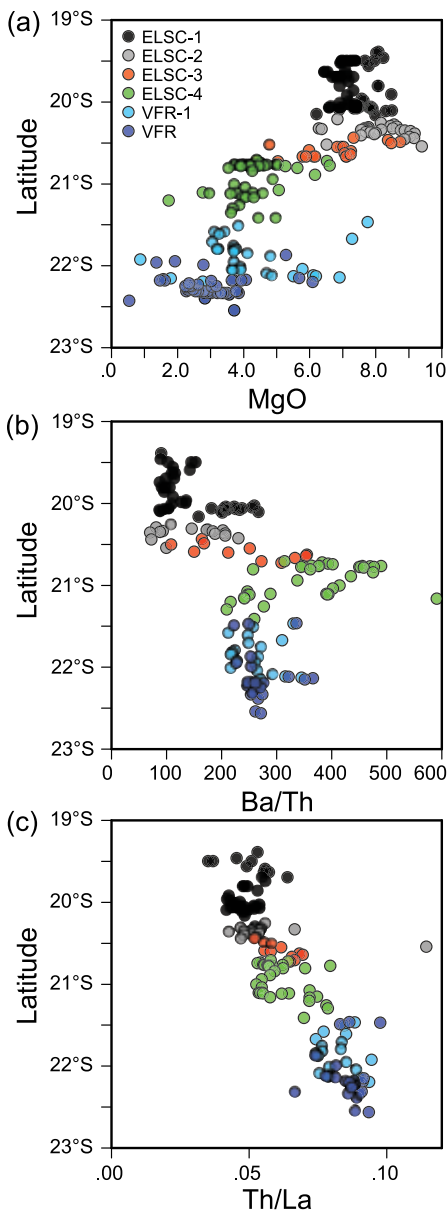 (a)
19°S
20°S
21°S
22°S
23°S
Latitude
ELSC-1
ELSC-2
ELSC-3
ELSC-4
VFR-1
VFR
.0 2.0 4.0 6.0 8.0 10
MgO
(b)
19°S
20°S
21°S
22°S
23°S
Latitude
0 100 200 300 400 500 600
Ba/Th
(c)
19°S
20°S
21°S
22°S
23°S
Latitude
.00 .05 .10
Th/La